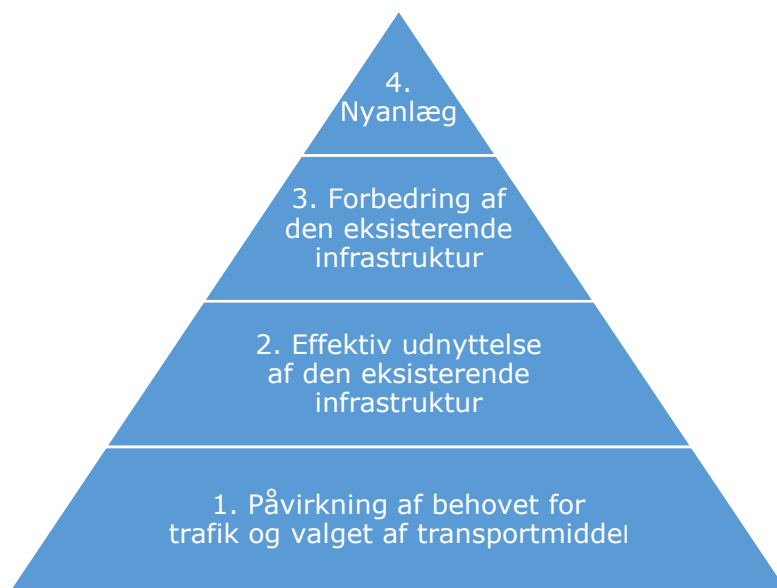 4.
Nyanlæg
3. Forbedring af
den eksisterende
infrastruktur
2. Effektiv udnyttelse
af den eksisterende
infrastruktur
1. Påvirkning af behovet for
trafik og valget af transportmiddel